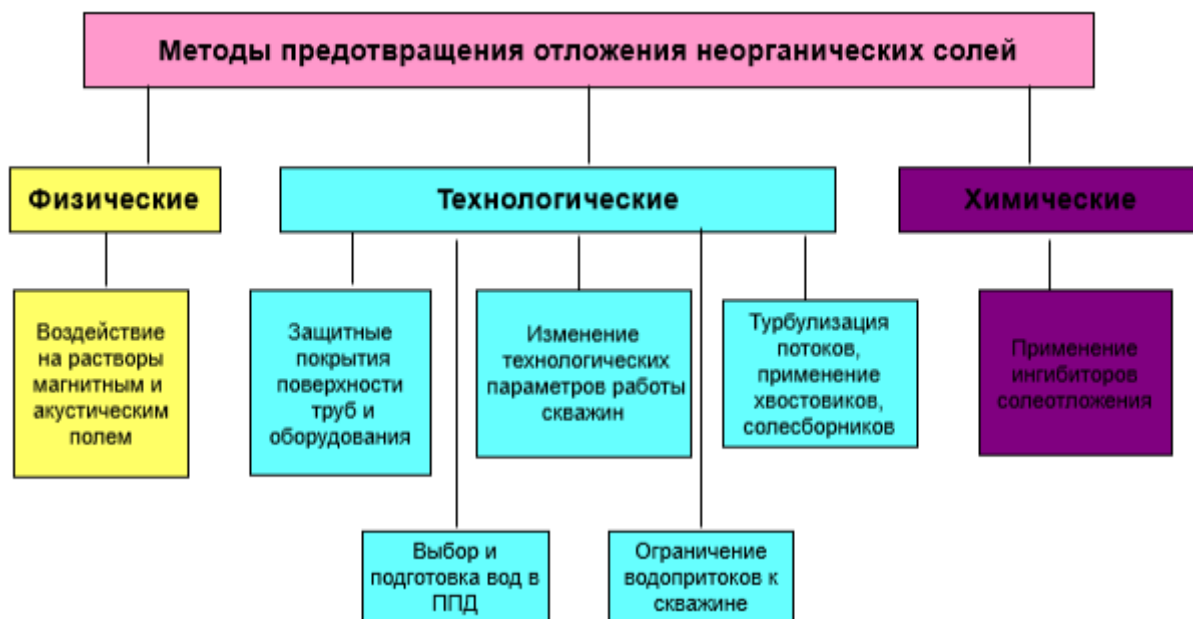 Методы предотвращения отложения неорганических солей
Физические
Технологические
Химические
Воздействие
на растворы
магнитным и
акустическим
полем
Защитные
покрытия
поверхности
труб и
оборудования
Изменение
технологических
параметров работы
скважин
Турбулизация
потоков,
применение
хвостовиков,
солесборников
Применение
ингибиторов
солеотложения
Выбор и
подготовка вод в
ППД
Ограничение
водопритоков к
скважине